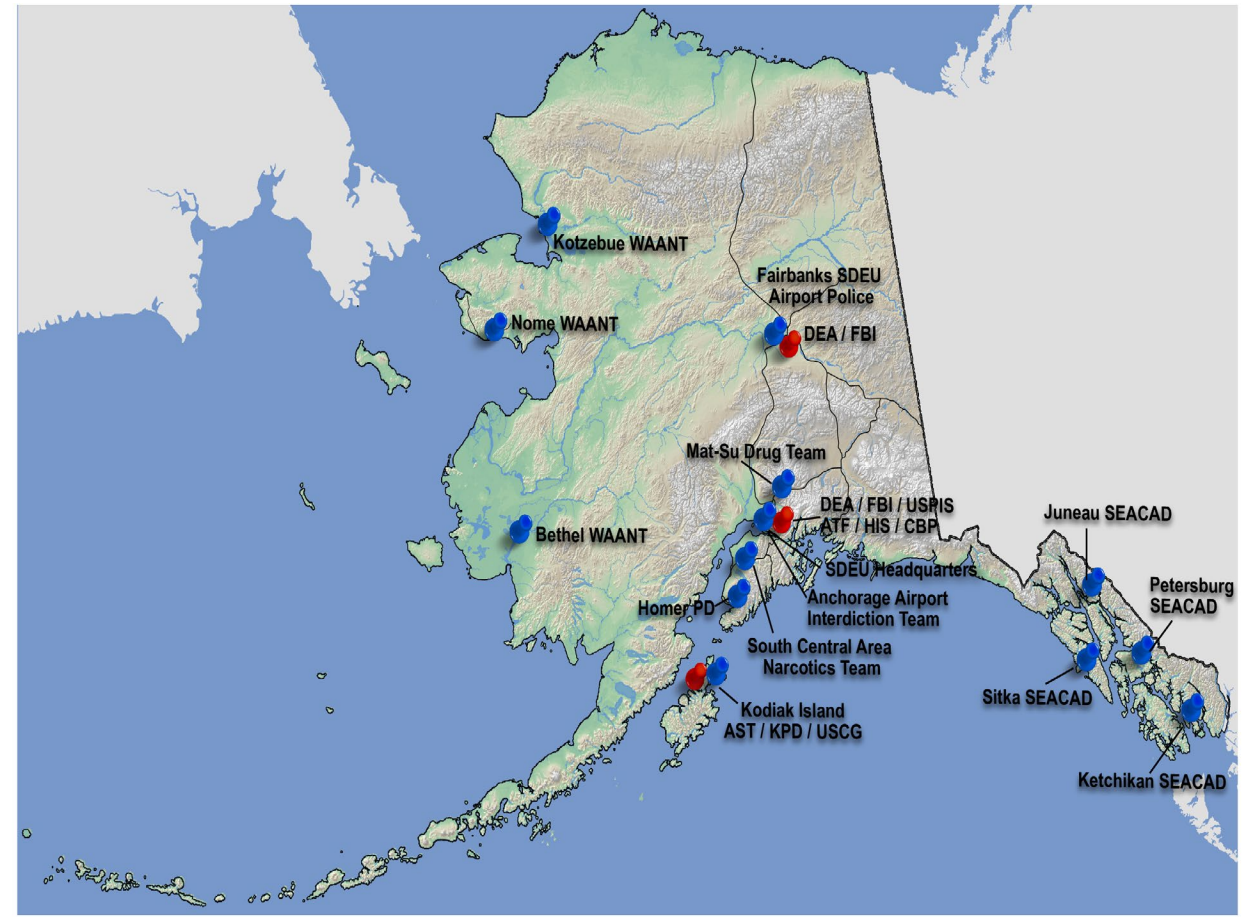 Kotzebue WAANT
Fairbanks SDEU
Airport Police
Nome WAANT
DEA / FBI
Mat-Su Drug Team
DEA / FBI / USPIS
ATF / HIS / CBP
Juneau SEACAD
Bethel WAANT
SDEU Headquarters
Petersburg
SEACAD
Anchorage Airport
Interdiction Team
Homer PD
South Central Area
Narcotics Team
Sitka SEACAD
Kodiak Island
AST / KPD / USCG
Ketchikan SEACAD